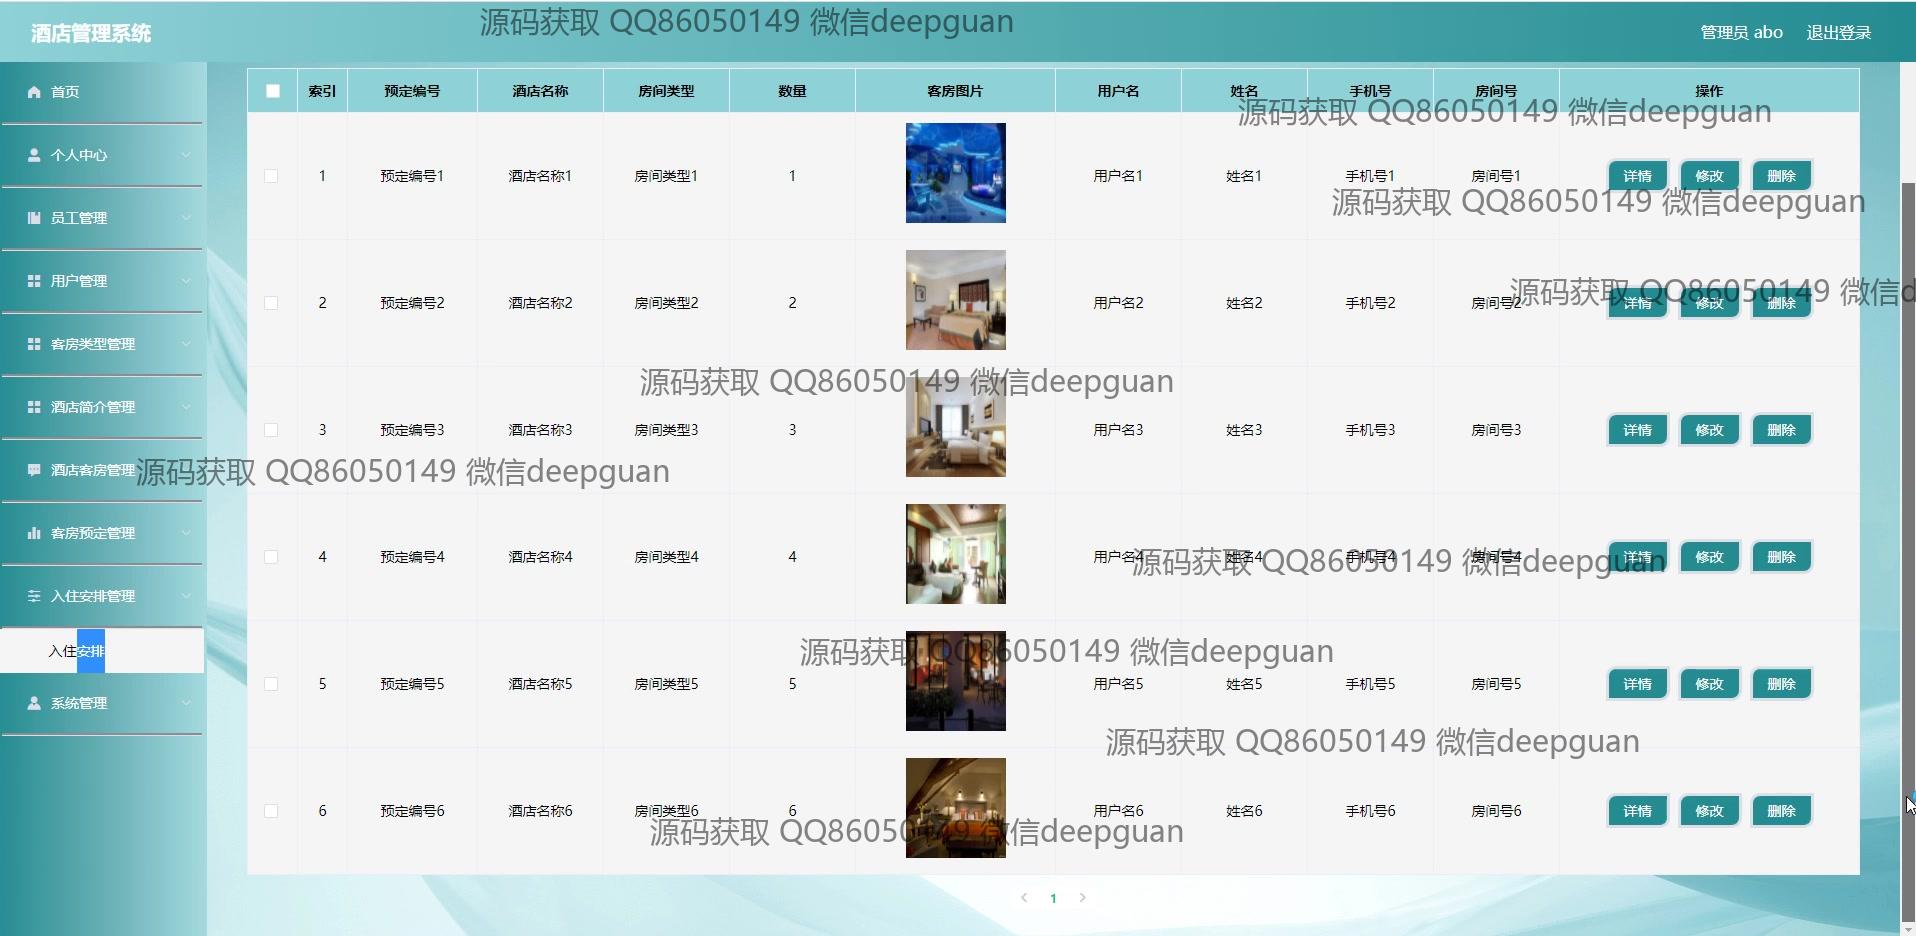 酒店管理系统
源码获取 QQ86050149 微信deepguan
管理员 abo 退出登录
首页
个人中心
员工管理
用户管理
客房类型管理
酒店简介管理
酒店客房管理
客房预定管理
入住安排管理
入住安排
系统管理
索引 预定编号 酒店名称 房间类型 数量 客房图片 用户名 姓名 手机号 房间号 操作
源码获取 QQ86050149 微信deepguan
1 预定编号1 酒店名称1 房间类型1 1 用户名1 姓名1 手机号1 房间号1 详情 修改 删除
源码获取 QQ86050149 微信deepguan
源码获取 QQ86050149 微信d
2 预定编号2 酒店名称2 房间类型2 2 用户名2 姓名2 手机号2 房间号2 详情 修改 删除
源码获取 QQ86050149 微信deepguan
3 预定编号3 酒店名称3 房间类型3 3 用户名3 姓名3 手机号3 房间号3 详情 修改 删除
源码获取 QQ86050149 微信deepguan
4 预定编号4 酒店名称4 房间类型4 4 用户名4 姓名4 手机号4 房间号4 详情 修改 删除
源码获取 QQ86050149 微信deepguan
源码获取 QQ86050149 微信deepguan
5 预定编号5 酒店名称5 房间类型5 5 用户名5 姓名5 手机号5 房间号5 详情 修改 删除
源码获取 QQ86050149 微信deepguan
6 预定编号6 酒店名称6 房间类型6 6 用户名6 姓名6 手机号6 房间号6 详情 修改 删除
源码获取 QQ86050149 微信deepguan
1